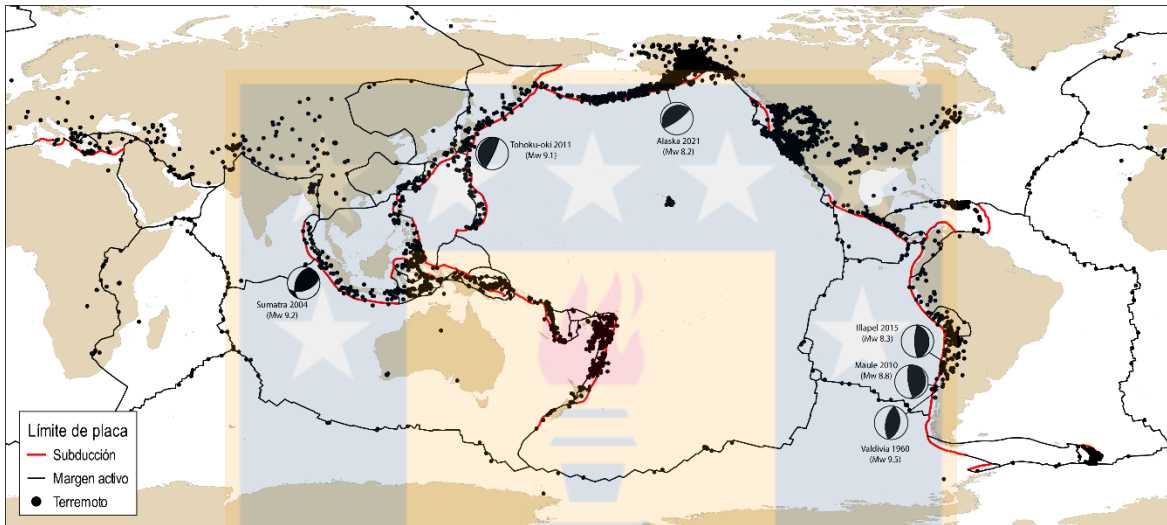 Tohoku-oki 2011
(Mw 9.1)
Alaska 2021
(Mw 8.2)
Sumatra 2004
(Mw 9.2)
Illapel 2015
(Mw 8.3)
Maule 2010
(Mw 8.8)
Valdivia 1960
(Mw 9.5)
Límite de placa
Subducción
Margen activo
Terremoto